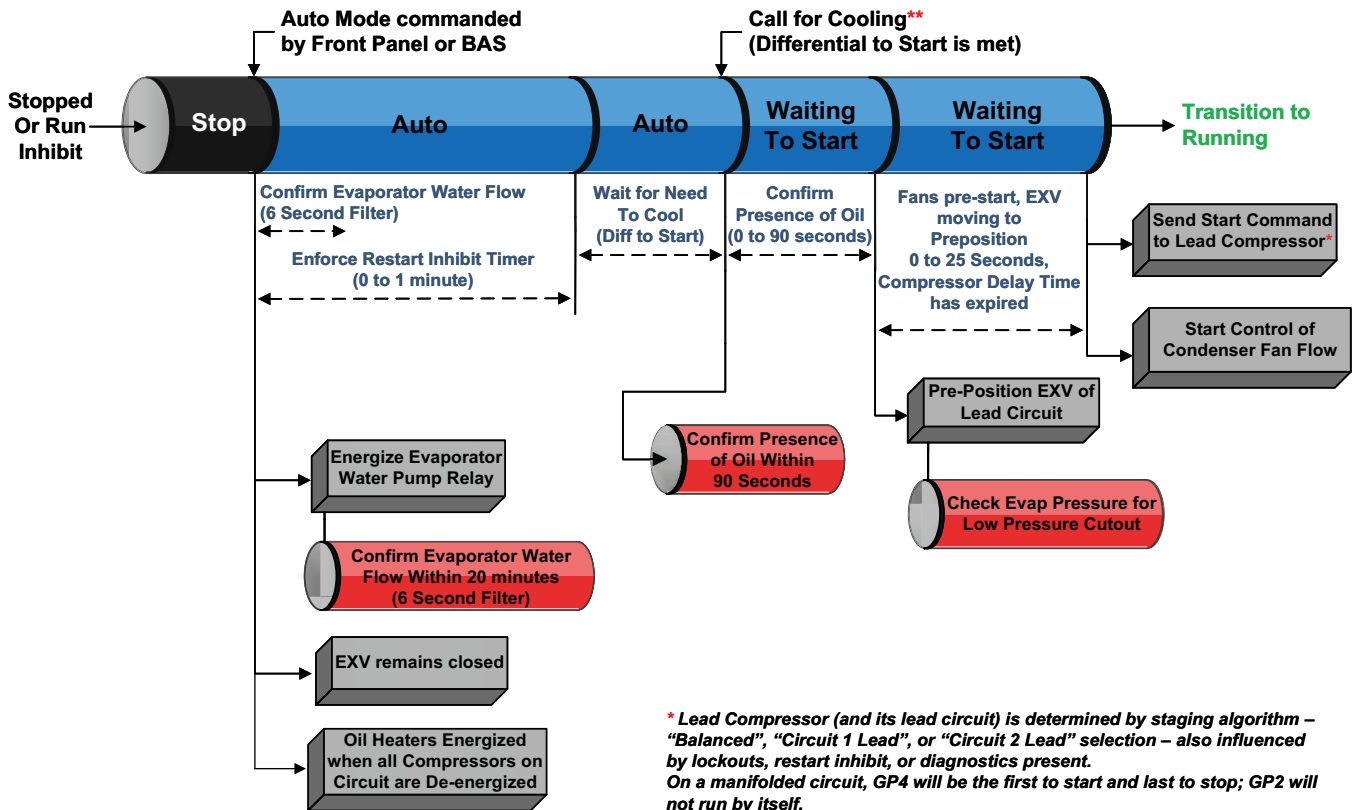 Auto Mode commanded
by Front Panel or BAS
Call for Cooling**
(Differential to Start is met)
Stopped
Or Run
Inhibit
Stop
Auto
Auto
Waiting
To Start
Waiting
To Start
Transition to
Running
Confirm Evaporator Water Flow
(6 Second Filter)
Enforce Restart Inhibit Timer
(0 to 1 minute)
Wait for Need
To Cool
(Diff to Start)
Confirm
Presence of Oil
(0 to 90 seconds)
Fans pre-start, EXV
moving to
Preposition
0 to 25 Seconds,
Compressor Delay Time
has expired
Send Start Command
to Lead Compressor*
Start Control of
Condenser Fan Flow
Pre-Position EXV of
Lead Circuit
Check Evap Pressure for
Low Pressure Cutout
Confirm Presence
of Oil Within
90 Seconds
Energize Evaporator
Water Pump Relay
Confirm Evaporator Water
Flow Within 20 minutes
(6 Second Filter)
EXV remains closed
Oil Heaters Energized
when all Compressors on
Circuit are De-energized
* Lead Compressor (and its lead circuit) is determined by staging algorithm –
“Balanced”, “Circuit 1 Lead”, or “Circuit 2 Lead” selection – also influenced
by lockouts, restart inhibit, or diagnostics present.
On a manifolded circuit, GP4 will be the first to start and last to stop; GP2 will
not run by itself.